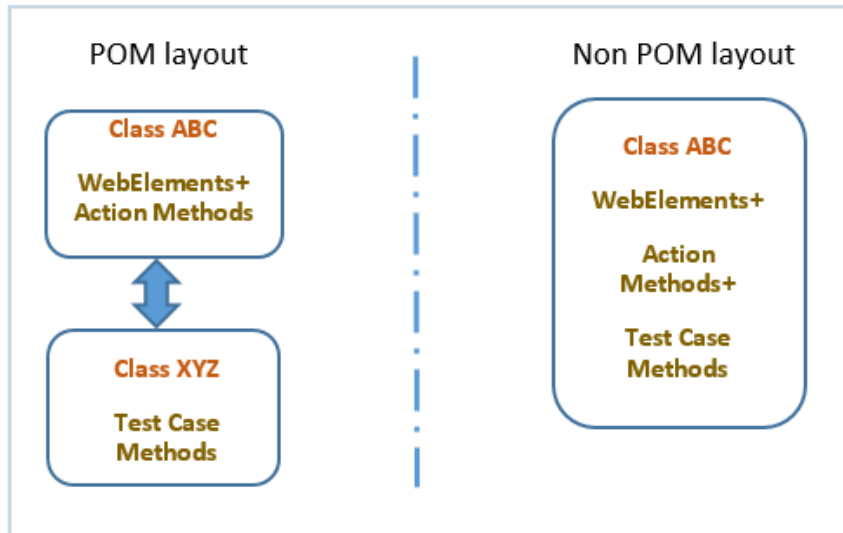 POM layout
Class ABC
WebElements+
Action Methods
Class XYZ
Test Case
Methods
Non POM layout
Class ABC
WebElements+
Action
Methods+
Test Case
Methods